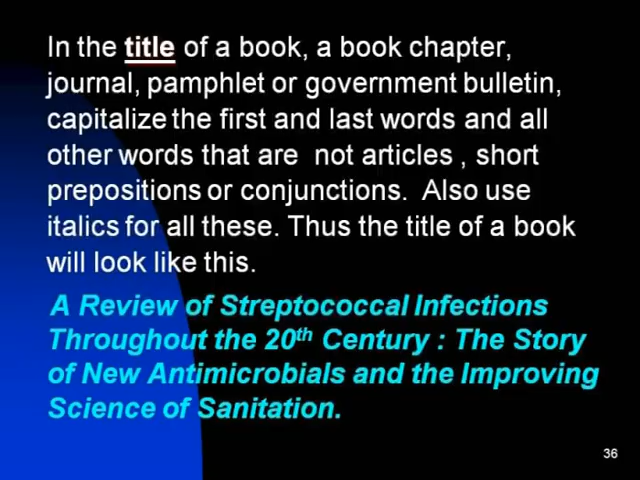 In the title of a book, a book chapter,
journal, pamphlet or government bulletin,
capitalize the first and last words and all
other words that are  not articles , short
prepositions or conjunctions.  Also use
italics for all these. Thus the title of a book
will look like this.
A Review of Streptococcal Infections
Throughout the 20th Century : The Story
of New Antimicrobials and the Improving
Science of Sanitation.
36